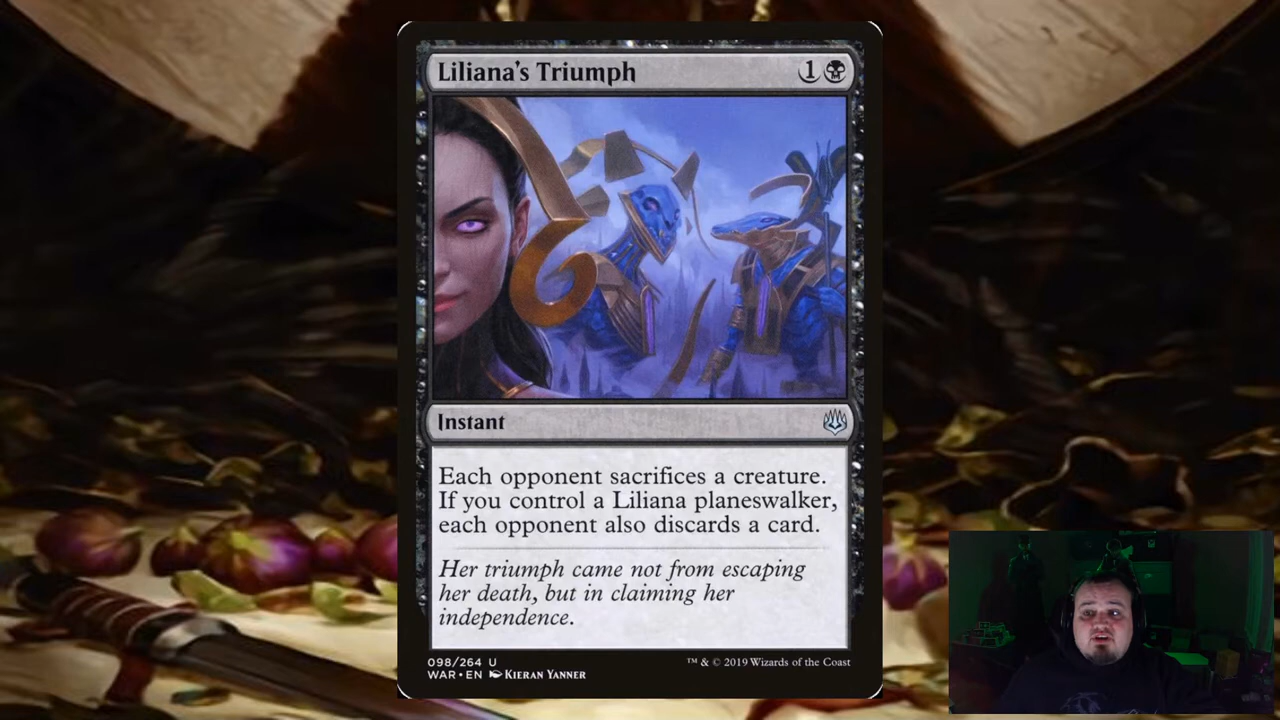 Liliana's Triumph 1
Instant
Each opponent sacrifices a creature.
If you control a Liliana planeswalker,
each opponent also discards a card.
Her triumph came not from escaping
her death, but in claiming her
independence.
098/264 U
™ & © 2019 Wizards of the Coast
WAR • EN KIERAN YANNER